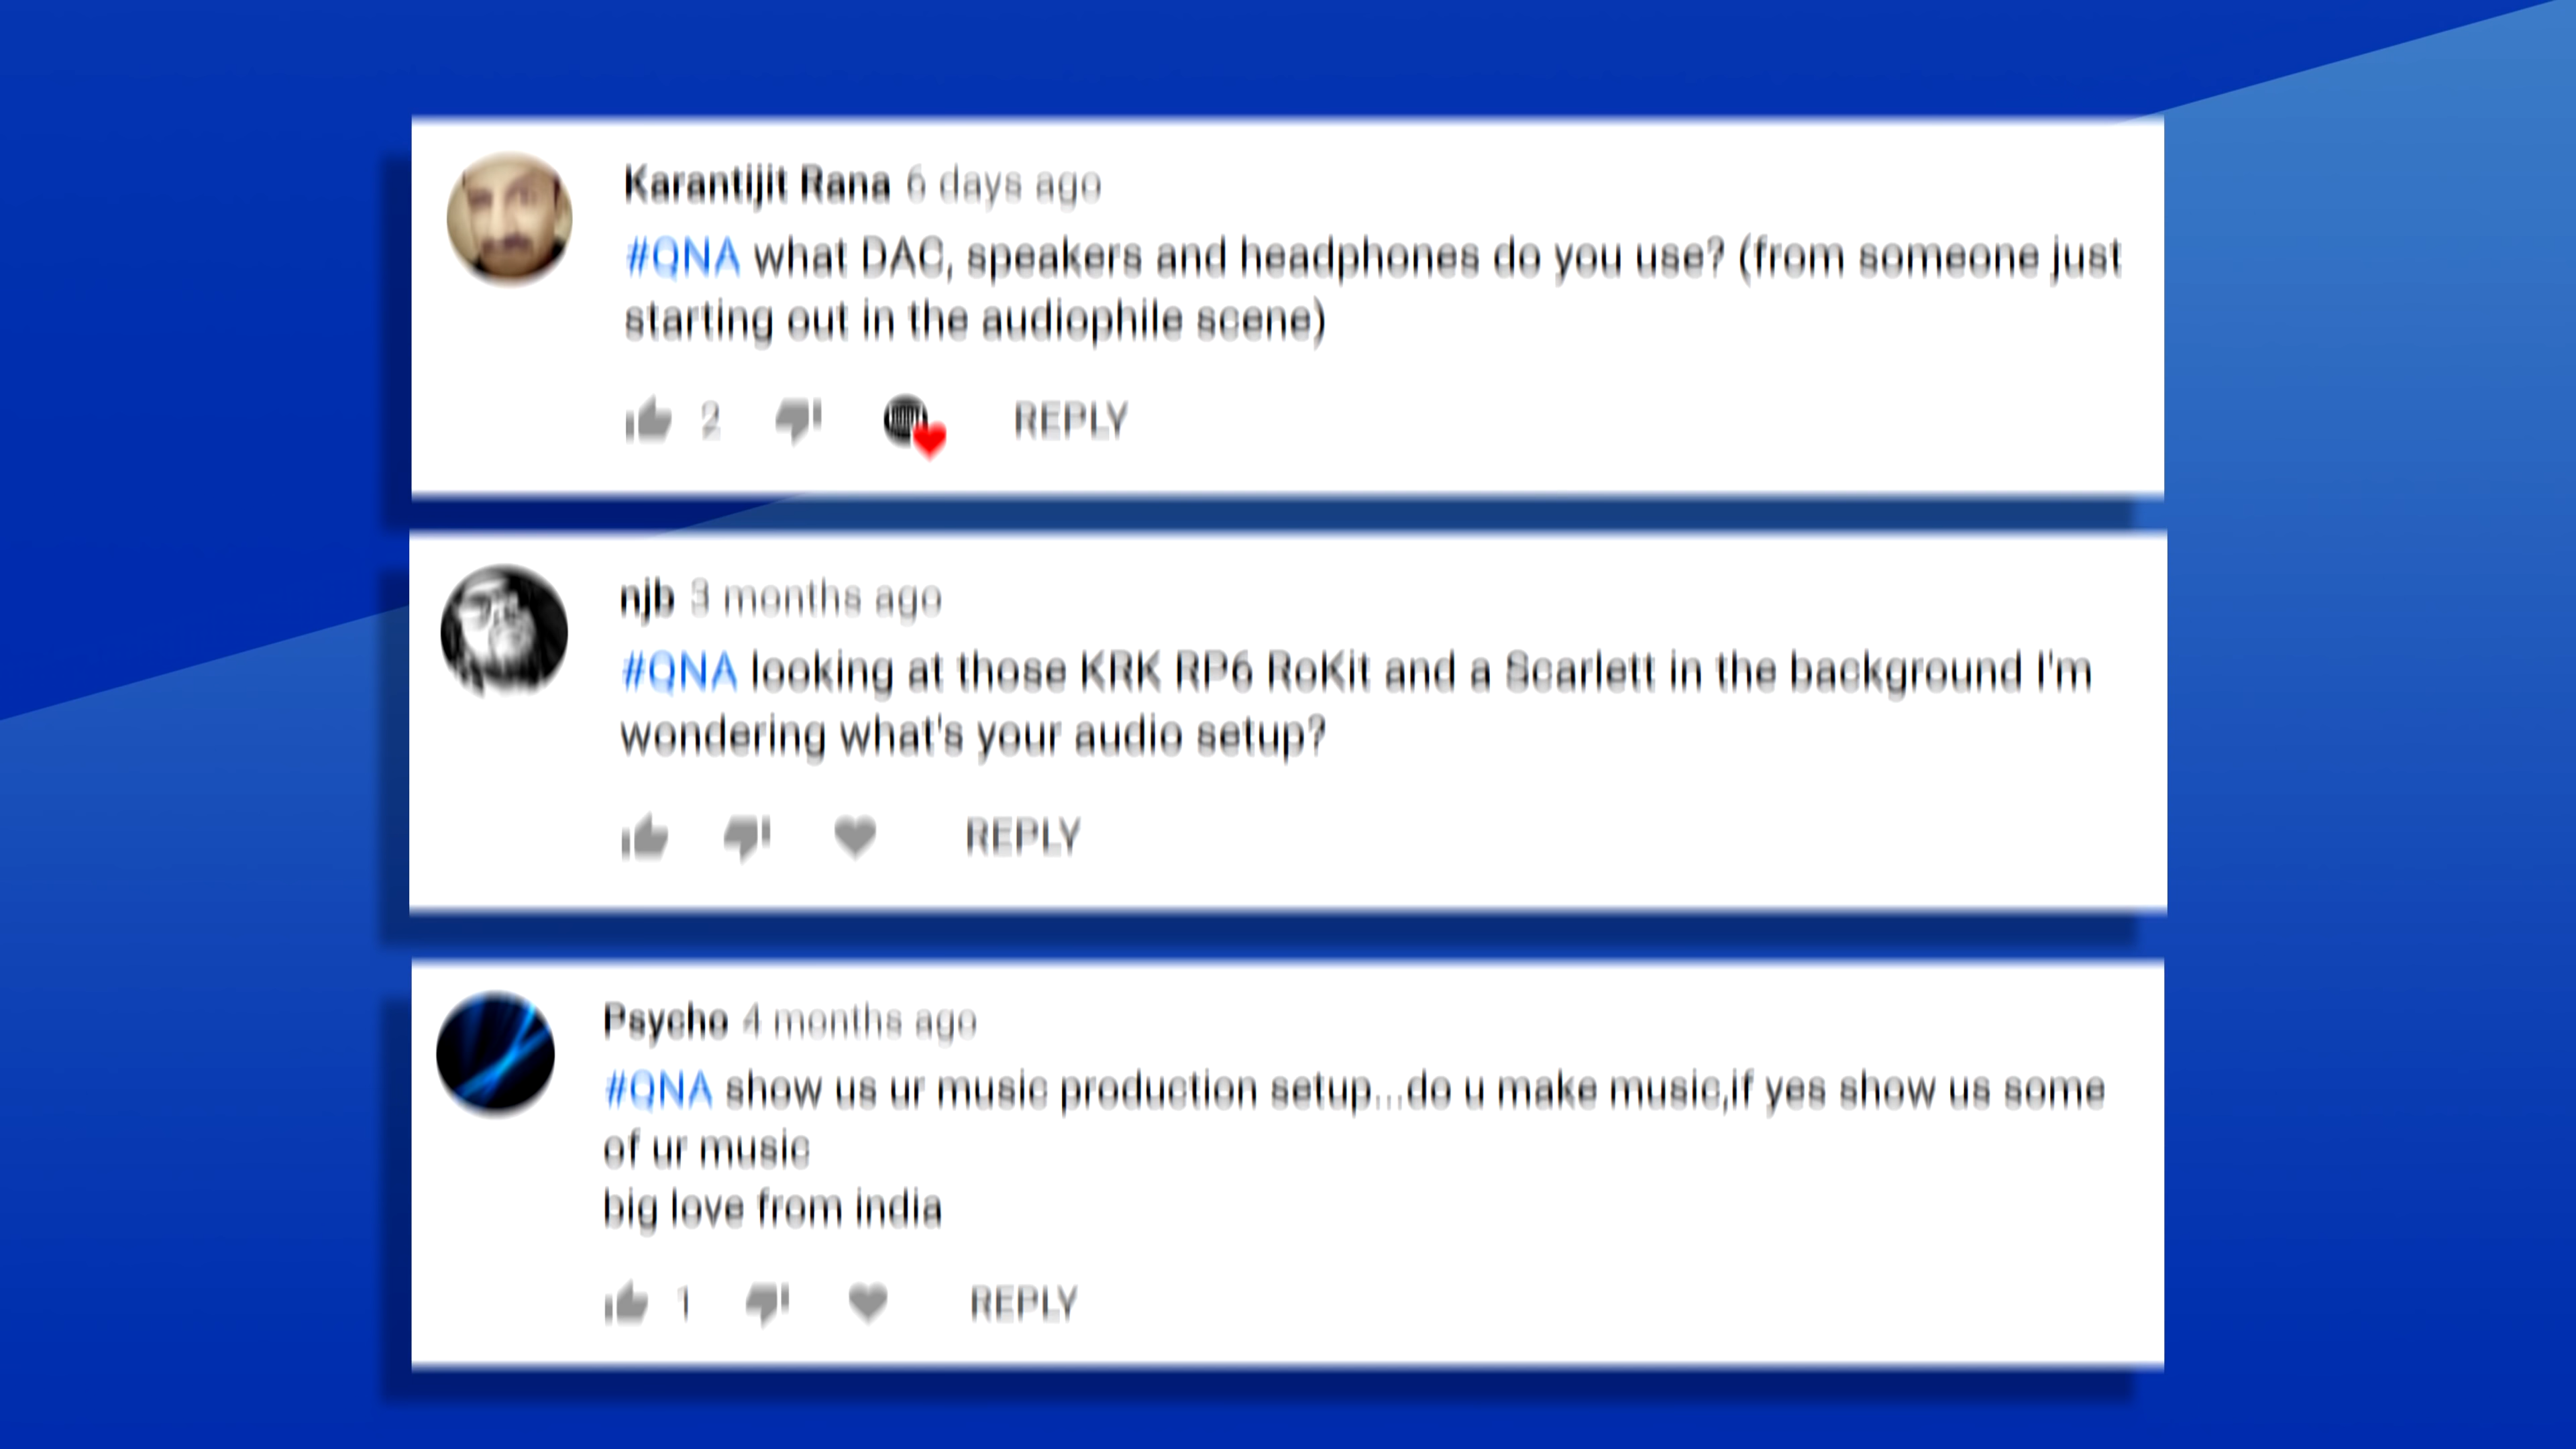 Karantijit Rana 6 days ago
#QNA what DAC, speakers and headphones do you use? (from someone just
starting out in the audiophile scene)
2 REPLY
njb 3 months ago
#QNA looking at those KRK RP6 RoKit and a Scarlett in the background I'm
wondering what's your audio setup?
REPLY
Psycho 4 months ago
#QNA show us ur music production setup...do u make music,if yes show us some
of ur music
big love from india
1 REPLY